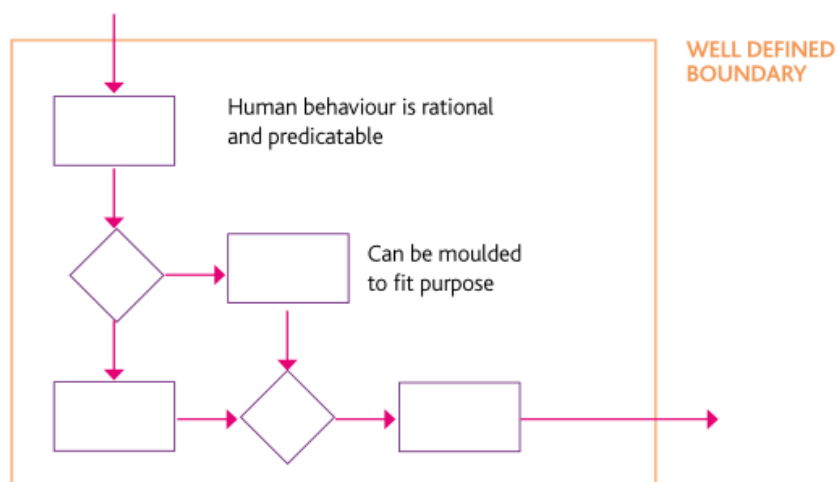 WELL DEFINED
BOUNDARY
Human behaviour is rational
and predicatable
Can be moulded
to fit purpose